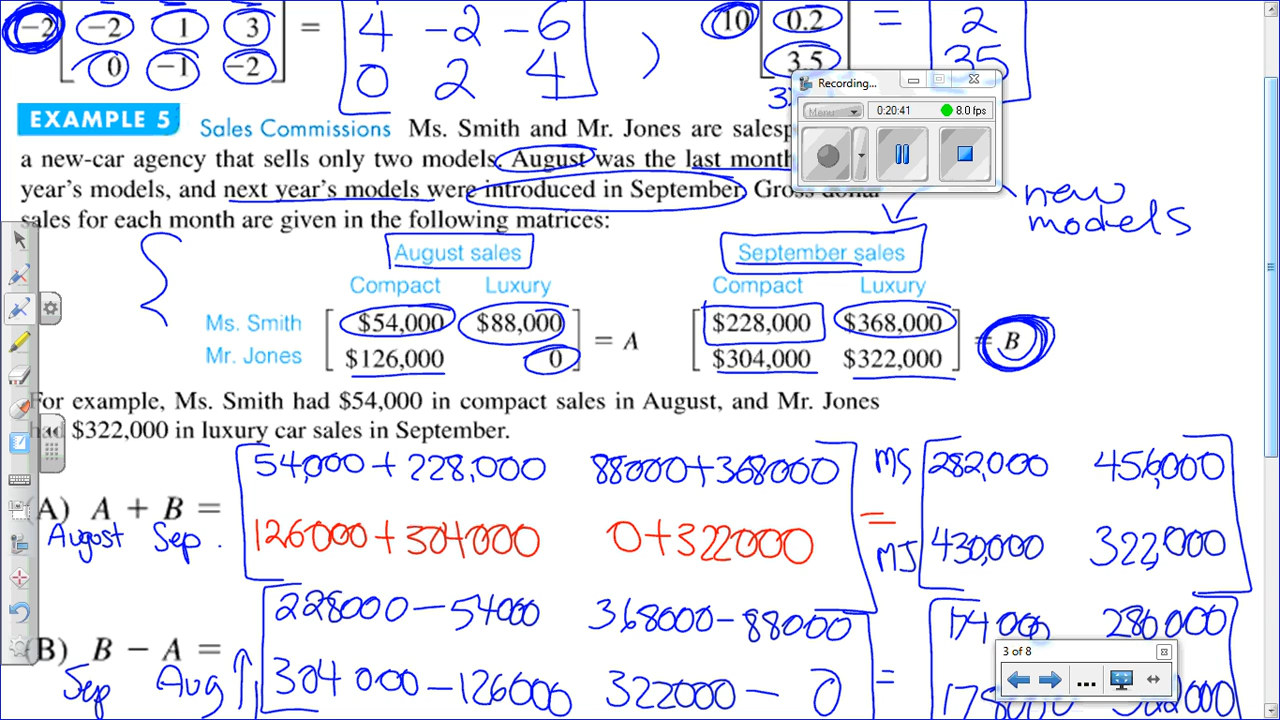 -2 [ -2 1 3 = [ 4 -2 -6 , 10 [ 0.2 = [ 2
0 -1 -2 ] 0 2 4 ] 3.5 ] 35 ]
Recording...
Menu 0:20:41 8.0 fps
EXAMPLE 5 Sales Commissions Ms. Smith and Mr. Jones are
a new-car agency that sells only two models. August was the last month
year's models, and next year's models were introduced in September. Gross
sales for each month are given in the following matrices:
new
models
August sales September sales
Compact Luxury Compact Luxury
Ms. Smith [ $54,000 $88,000 ] = A [ $228,000 $368,000 ] = B
Mr. Jones [ $126,000 0 ] [ $304,000 $322,000 ]
For example, Ms. Smith had $54,000 in compact sales in August, and Mr. Jones
had $322,000 in luxury car sales in September.
54,000 + 228,000 88000+368000 MS 282,000 456,000
(A) A + B = =
August Sep. 126000 + 304000 0+322000 MJ 430,000 322,000
228000 - 54000 368000 - 88000 174000 280000
(B) B − A = =
Sep Aug 304000 - 126000 322000 - 0
3 of 8